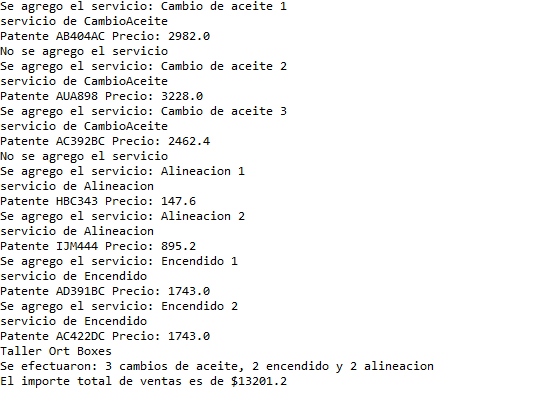 Se agrego el servicio: Cambio de aceite 1
servicio de CambioAceite
Patente AB404AC Precio: 2982.0
No se agrego el servicio
Se agrego el servicio: Cambio de aceite 2
servicio de CambioAceite
Patente AUA898 Precio: 3228.0
Se agrego el servicio: Cambio de aceite 3
servicio de CambioAceite
Patente AC392BC Precio: 2462.4
No se agrego el servicio
Se agrego el servicio: Alineacion 1
servicio de Alineacion
Patente HBC343 Precio: 147.6
Se agrego el servicio: Alineacion 2
servicio de Alineacion
Patente IJM444 Precio: 895.2
Se agrego el servicio: Encendido 1
servicio de Encendido
Patente AD391BC Precio: 1743.0
Se agrego el servicio: Encendido 2
servicio de Encendido
Patente AC422DC Precio: 1743.0
Taller Ort Boxes
Se efectuaron: 3 cambios de aceite, 2 encendido y 2 alineacion
El importe total de ventas es de $13201.2